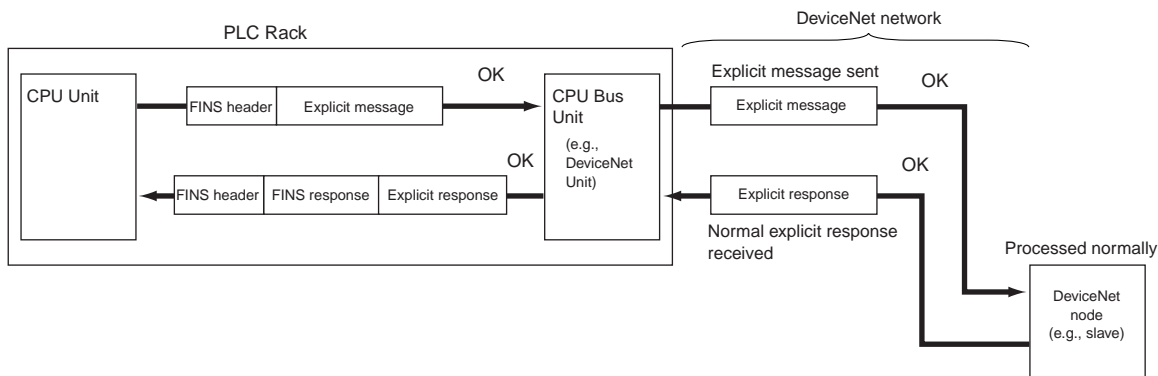 DeviceNet network
PLC Rack
OK
Explicit message sent
OK
CPU Unit
FINS header
Explicit message
CPU Bus
Unit
(e.g.,
DeviceNet
Unit)
Explicit message
OK
OK
FINS header
FINS response
Explicit response
Explicit response
Normal explicit response
received
Processed normally
DeviceNet
node
(e.g., slave)